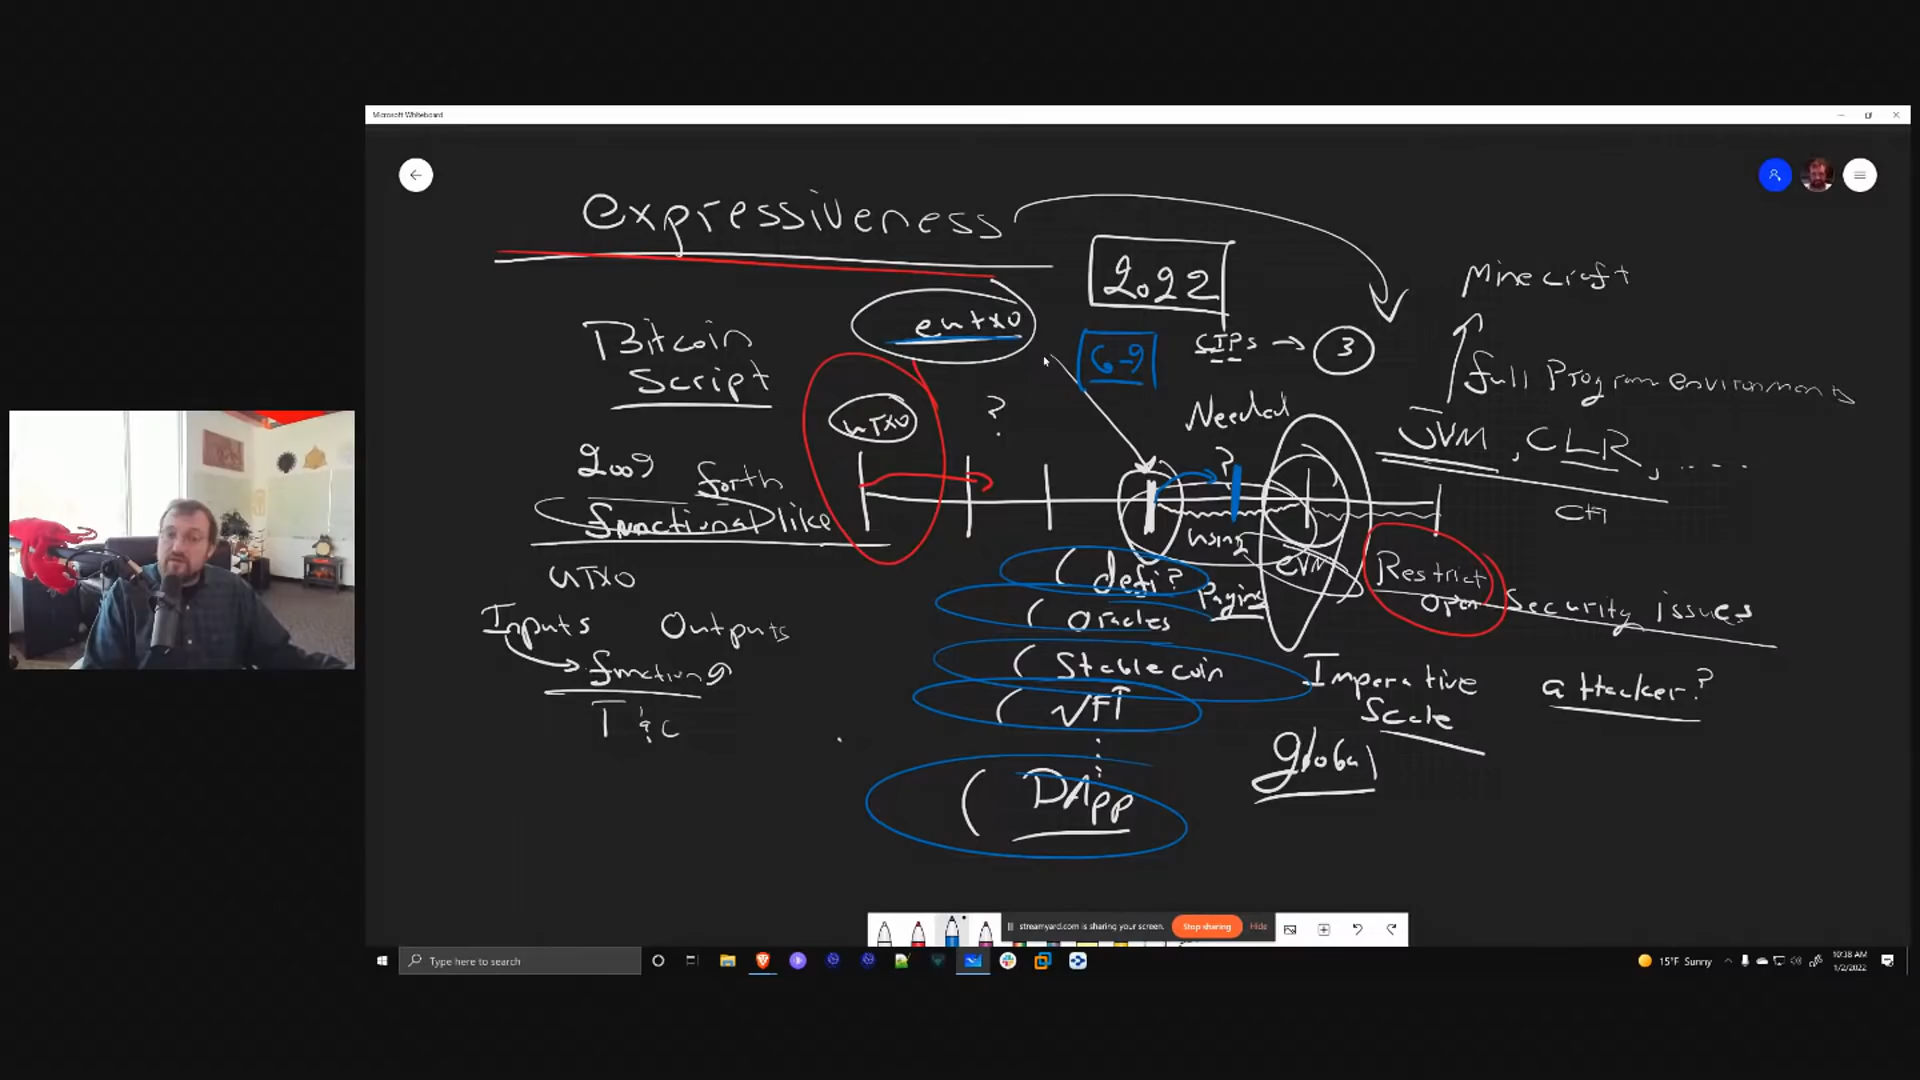 Microsoft Whiteboard
expressiveness
2022
Minecraft
eutxo
Bitcoin
Script
6-9
CIPs → 3
full Program environments
UTXO
?
Needed
?
JVM, CLR, ....
2009
forth
functional like
C#
using
EVM
UTXO
defi?
Paying
Restrict
Open
Security issues
Inputs
Outputs
Oracles
functions
Stablecoin
Imperative
Scale
attacker?
T & C
NFT
global
DApp
streamyard.com is sharing your screen.
Stop sharing
Hide
Type here to search
15°F Sunny
10:38 AM
1/2/2022